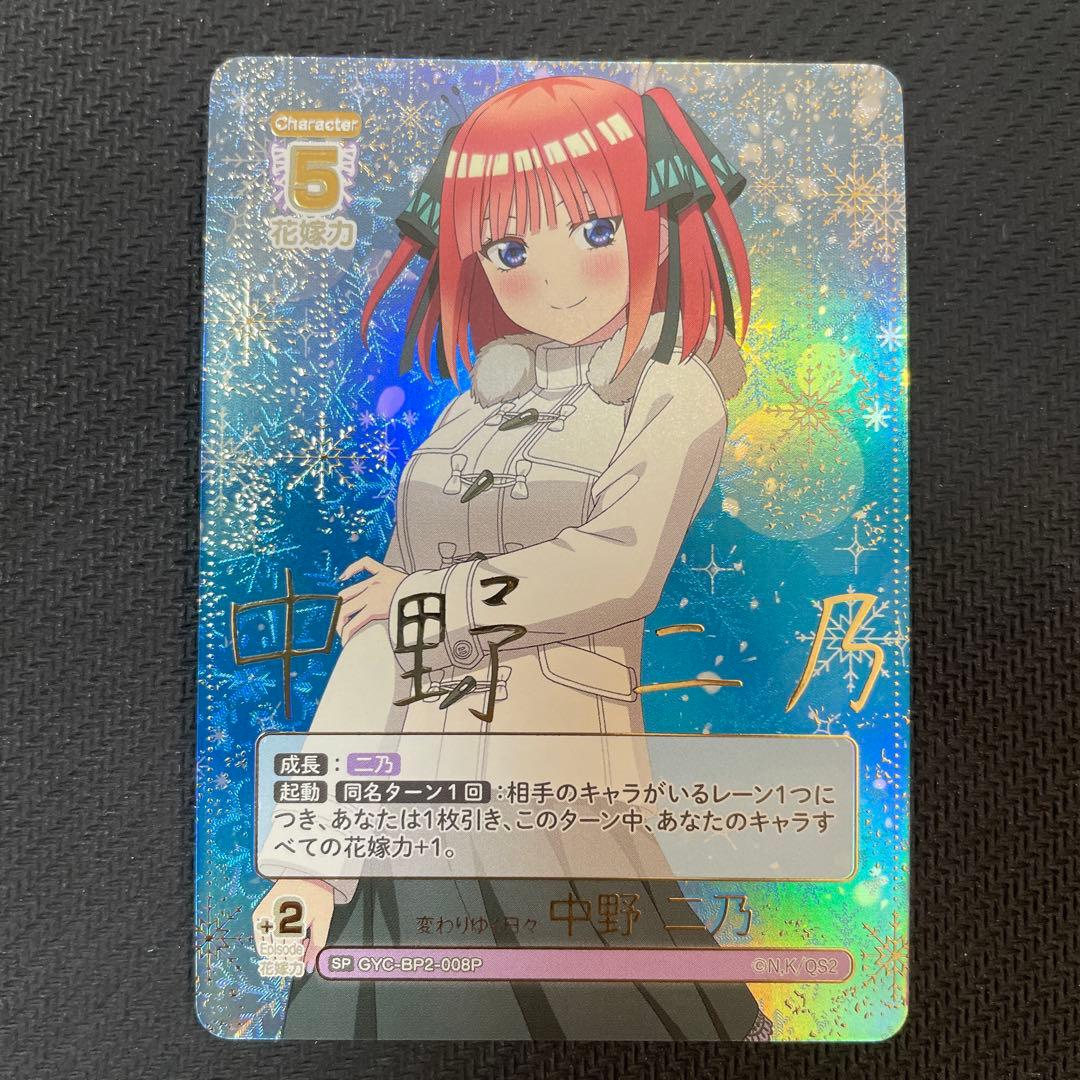 Character
5
花嫁力
中野二乃
成長：二乃
起動 同名ターン1回：相手のキャラがいるレーン1つに
つき、あなたは1枚引き、このターン中、あなたのキャラす
べての花嫁力+1。
変わりゆく日々 中野 二乃
+2
Episode
花嫁力
SP GYC-BP2-008P
©N,K/QS2